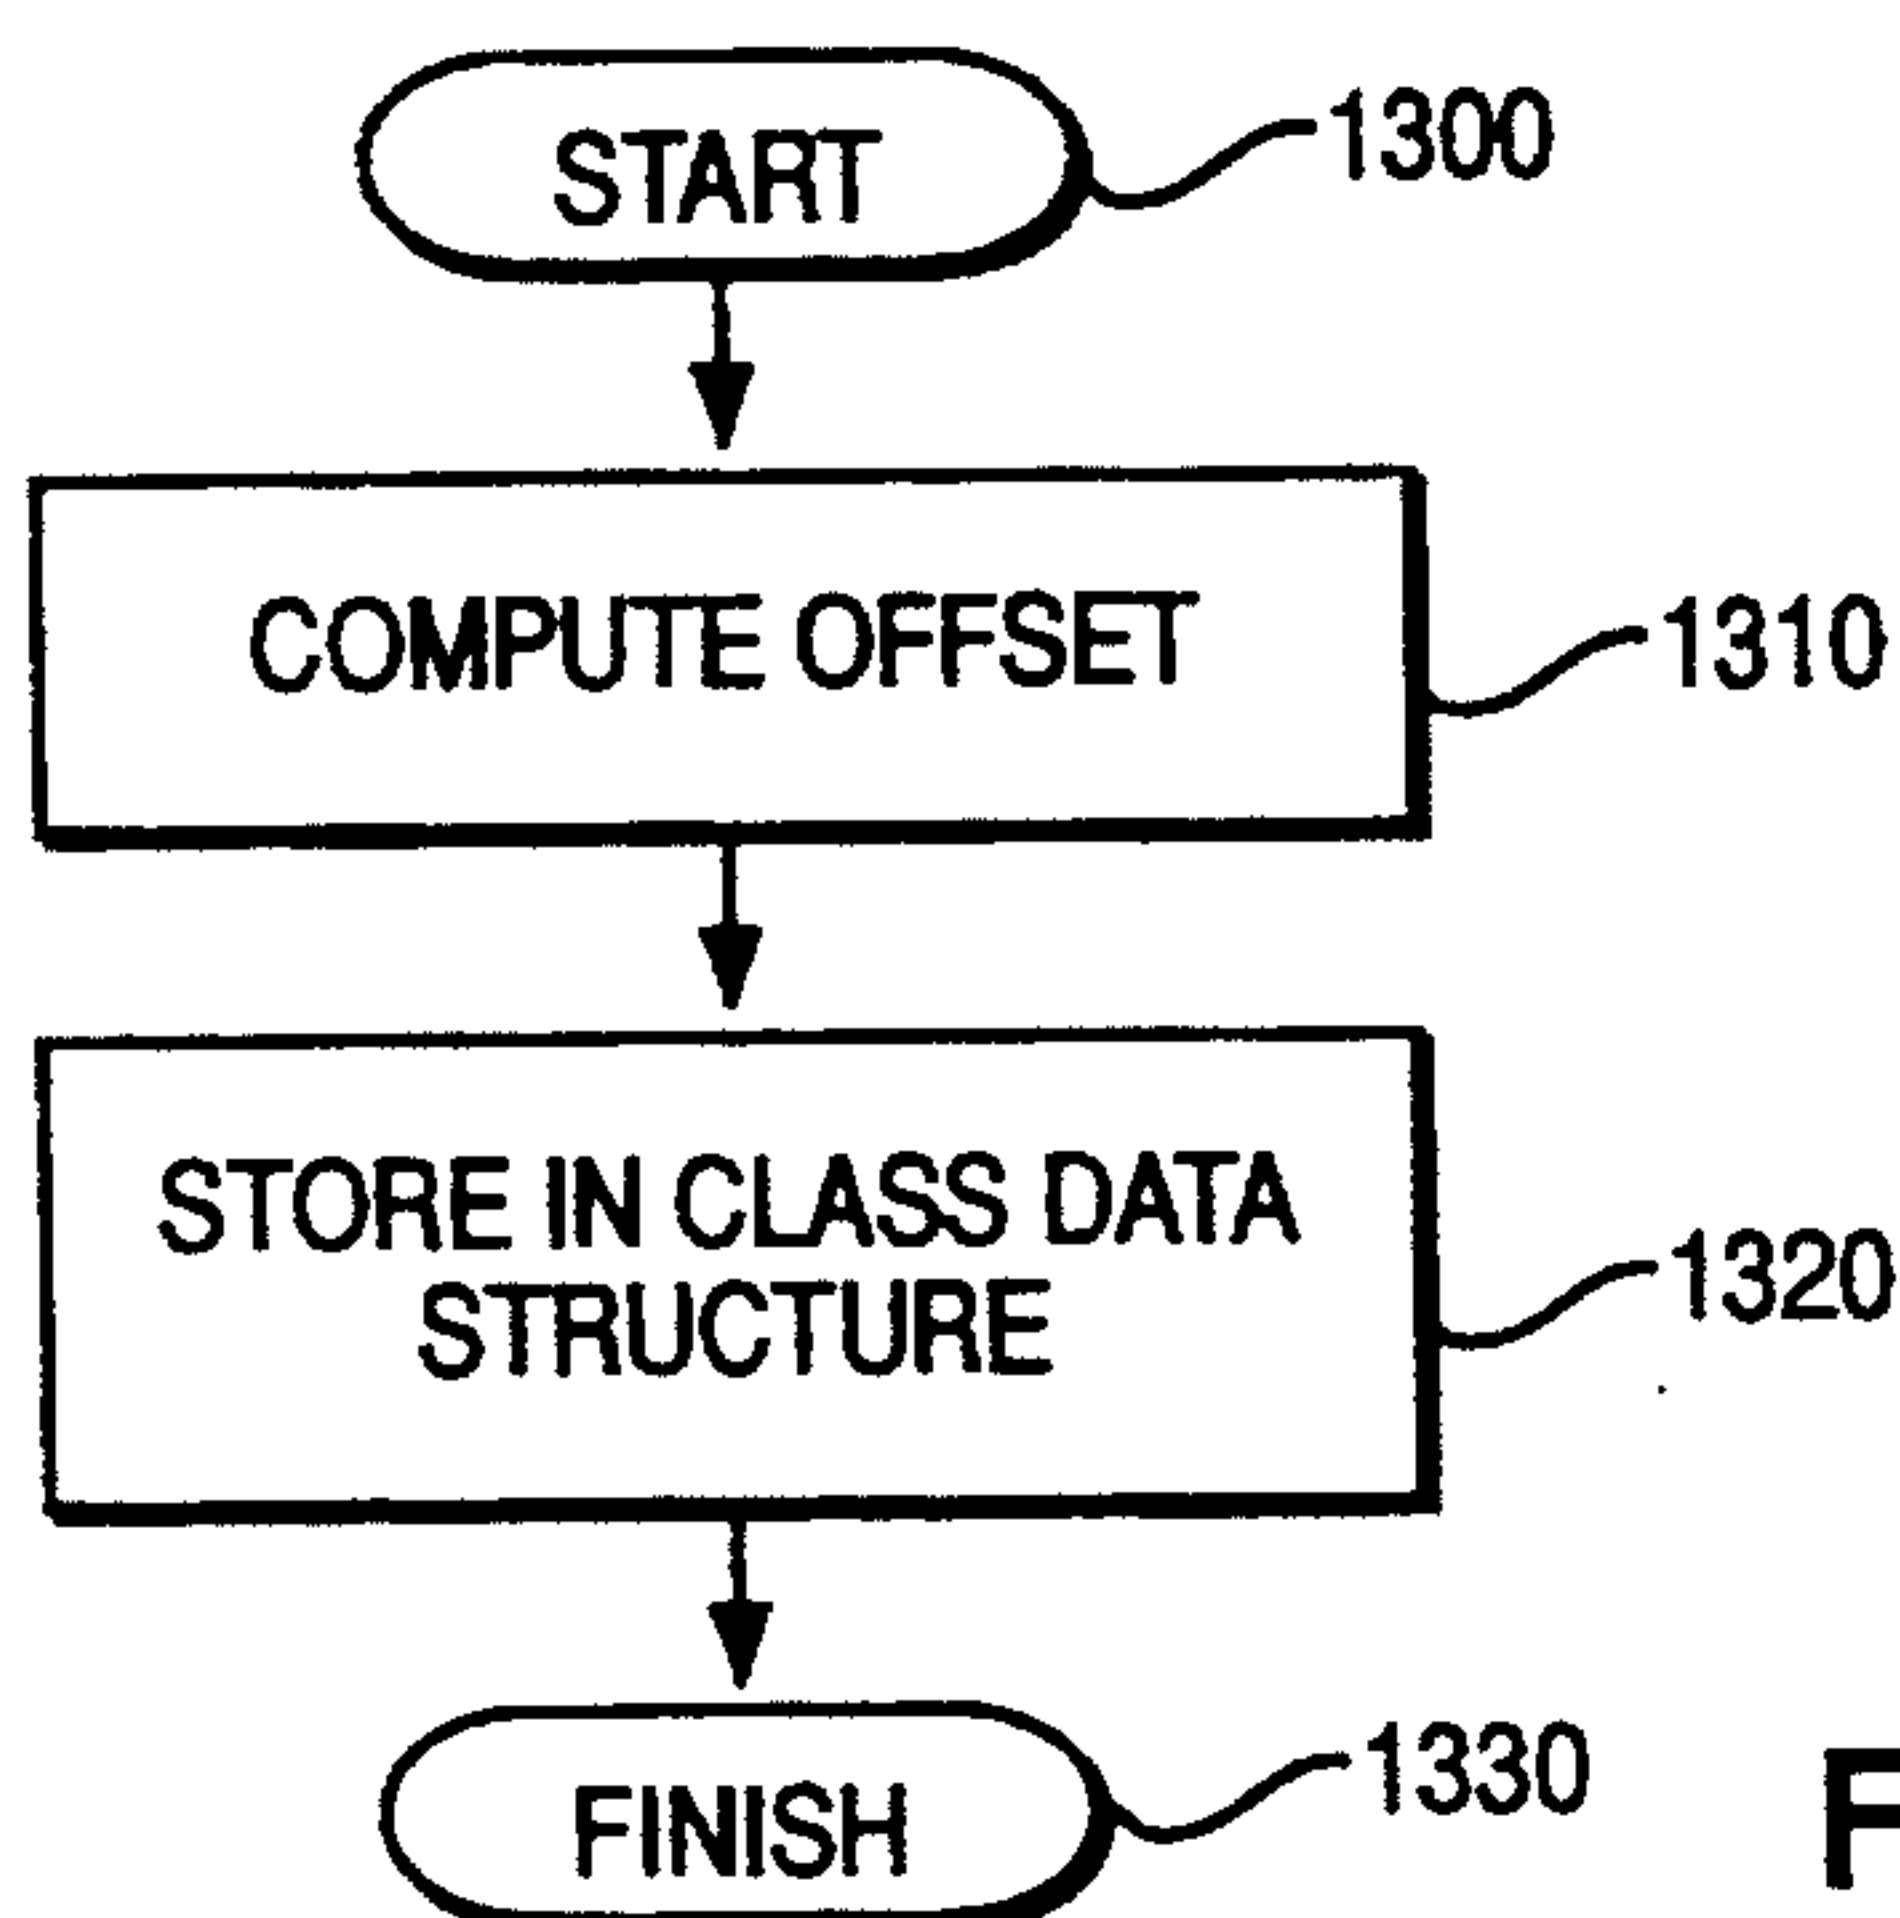 START
1300
COMPUTE OFFSET
1310
STORE IN CLASS DATA
STRUCTURE
1320
FINISH
1330
F